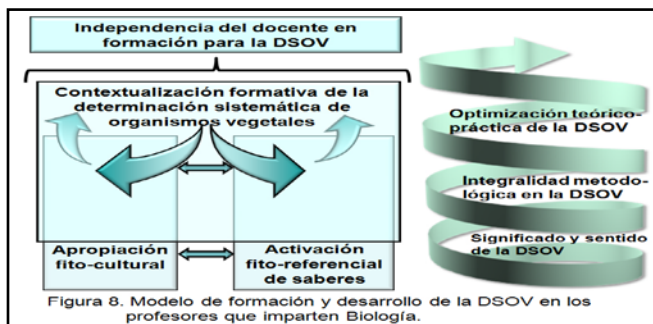 Independencia del docente en
formación para la DSOV
Contextualización formativa de la
determinación sistemática de
organismos vegetales
Apropiación
fito-cultural
Activación
fito-referencial
de saberes
Optimización teórico-
práctica de la DSOV
Integralidad metodo-
lógica en la DSOV
Significado y sentido
de la DSOV
Figura 8. Modelo de formación y desarrollo de la DSOV en los
profesores que imparten Biología.